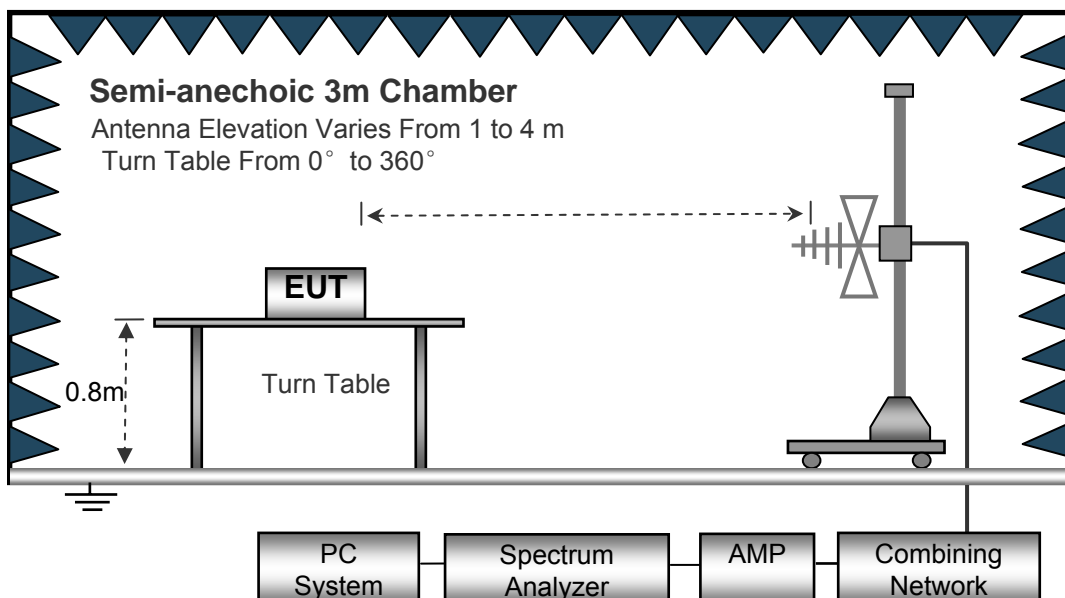 Semi-anechoic 3m Chamber
Antenna Elevation Varies From 1 to 4 m
Turn Table From 0° to 360°
EUT
0.8m
Turn Table
PC
System
Spectrum
Analyzer
AMP
Combining
Network